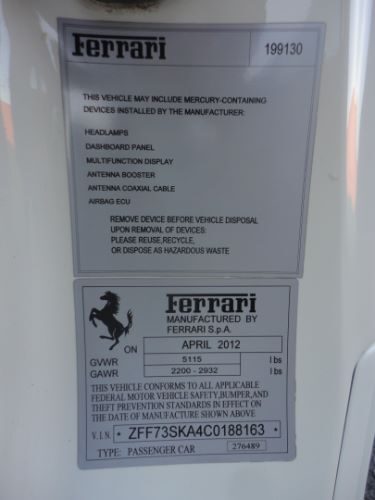 Ferrari 199130
THIS VEHICLE MAY INCLUDE MERCURY-CONTAINING
DEVICES INSTALLED BY THE MANUFACTURER:
HEADLAMPS
DASHBOARD PANEL
MULTIFUNCTION DISPLAY
ANTENNA BOOSTER
ANTENNA COAXIAL CABLE
AIRBAG ECU
REMOVE DEVICE BEFORE VEHICLE DISPOSAL
UPON REMOVAL OF DEVICES:
PLEASE REUSE,RECYCLE,
OR DISPOSE AS HAZARDOUS WASTE
Ferrari
MANUFACTURED BY
FERRARI S.p.A.
ON APRIL 2012
GVWR 5115 lbs
GAWR 2200 - 2932 lbs
THIS VEHICLE CONFORMS TO ALL APPLICABLE
FEDERAL MOTOR VEHICLE SAFETY,BUMPER,AND
THEFT PREVENTION STANDARDS IN EFFECT ON
THE DATE OF MANUFACTURE SHOWN ABOVE
V.I.N. * ZFF73SKA4C0188163 *
TYPE: PASSENGER CAR 276489